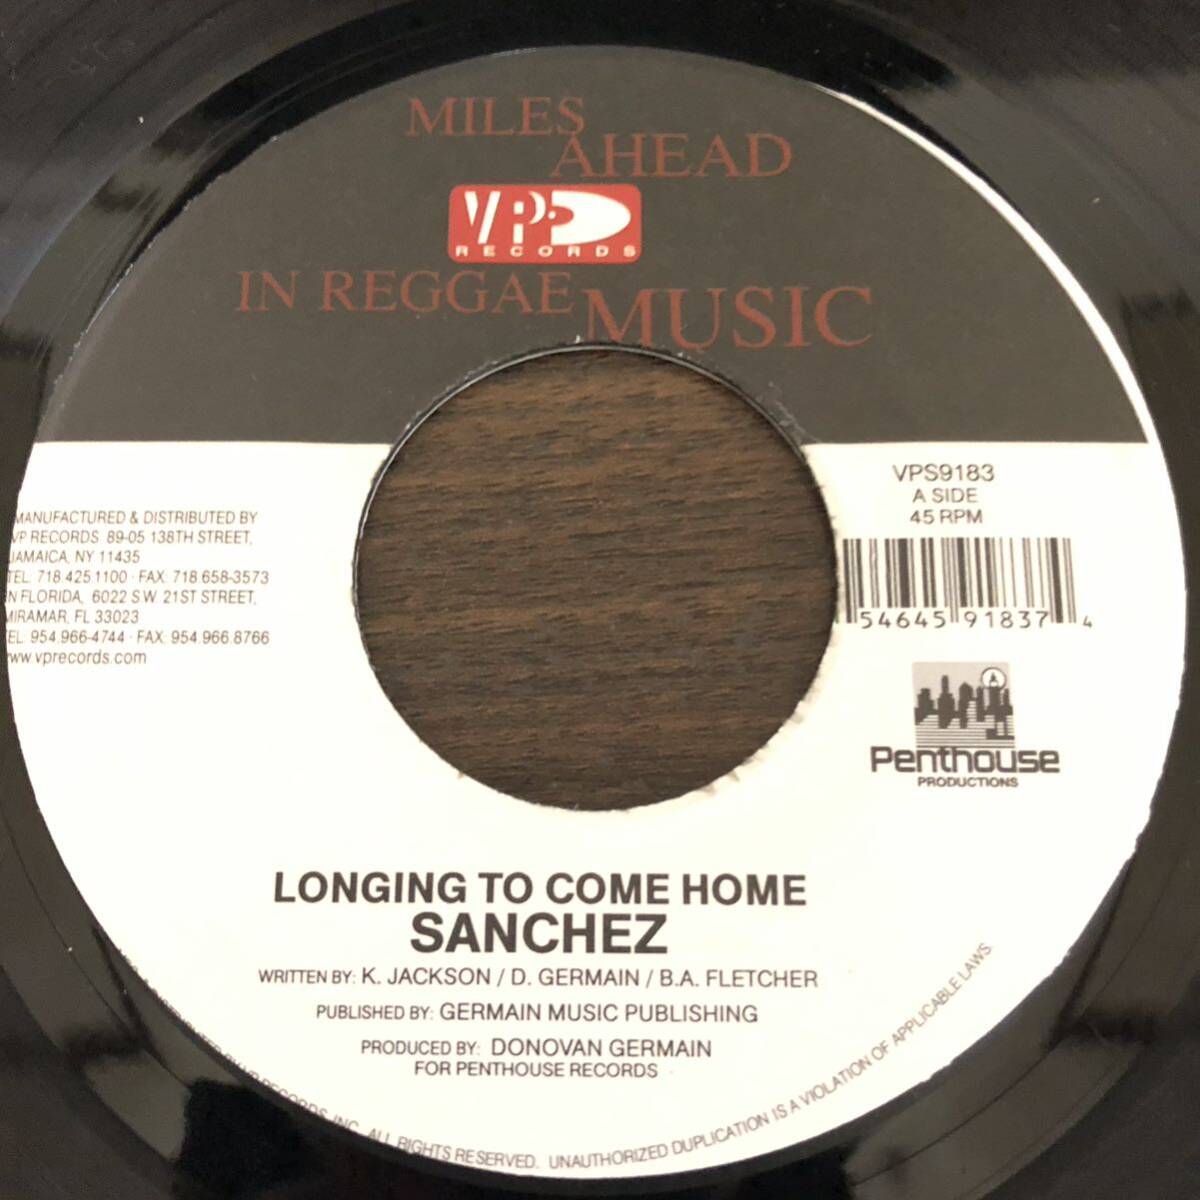 MILES
AHEAD
VP
RECORDS
IN REGGAE MUSIC
MANUFACTURED & DISTRIBUTED BY
VP RECORDS. 89-05 138TH STREET,
JAMAICA, NY 11435
TEL: 718 425 1100 · FAX: 718 658-3573
IN FLORIDA, 6022 S.W. 21ST STREET,
MIRAMAR, FL 33023
TEL: 954.966-4744 · FAX: 954.966.8766
www.vprecords.com
VPS9183
A SIDE
45 RPM
54645 91837 4
Penthouse
PRODUCTIONS
LONGING TO COME HOME
SANCHEZ
WRITTEN BY: K. JACKSON / D. GERMAIN / B.A. FLETCHER
PUBLISHED BY: GERMAIN MUSIC PUBLISHING
PRODUCED BY: DONOVAN GERMAIN
FOR PENTHOUSE RECORDS
VP RECORDS, INC. ALL RIGHTS RESERVED. UNAUTHORIZED DUPLICATION IS A VIOLATION OF APPLICABLE LAWS